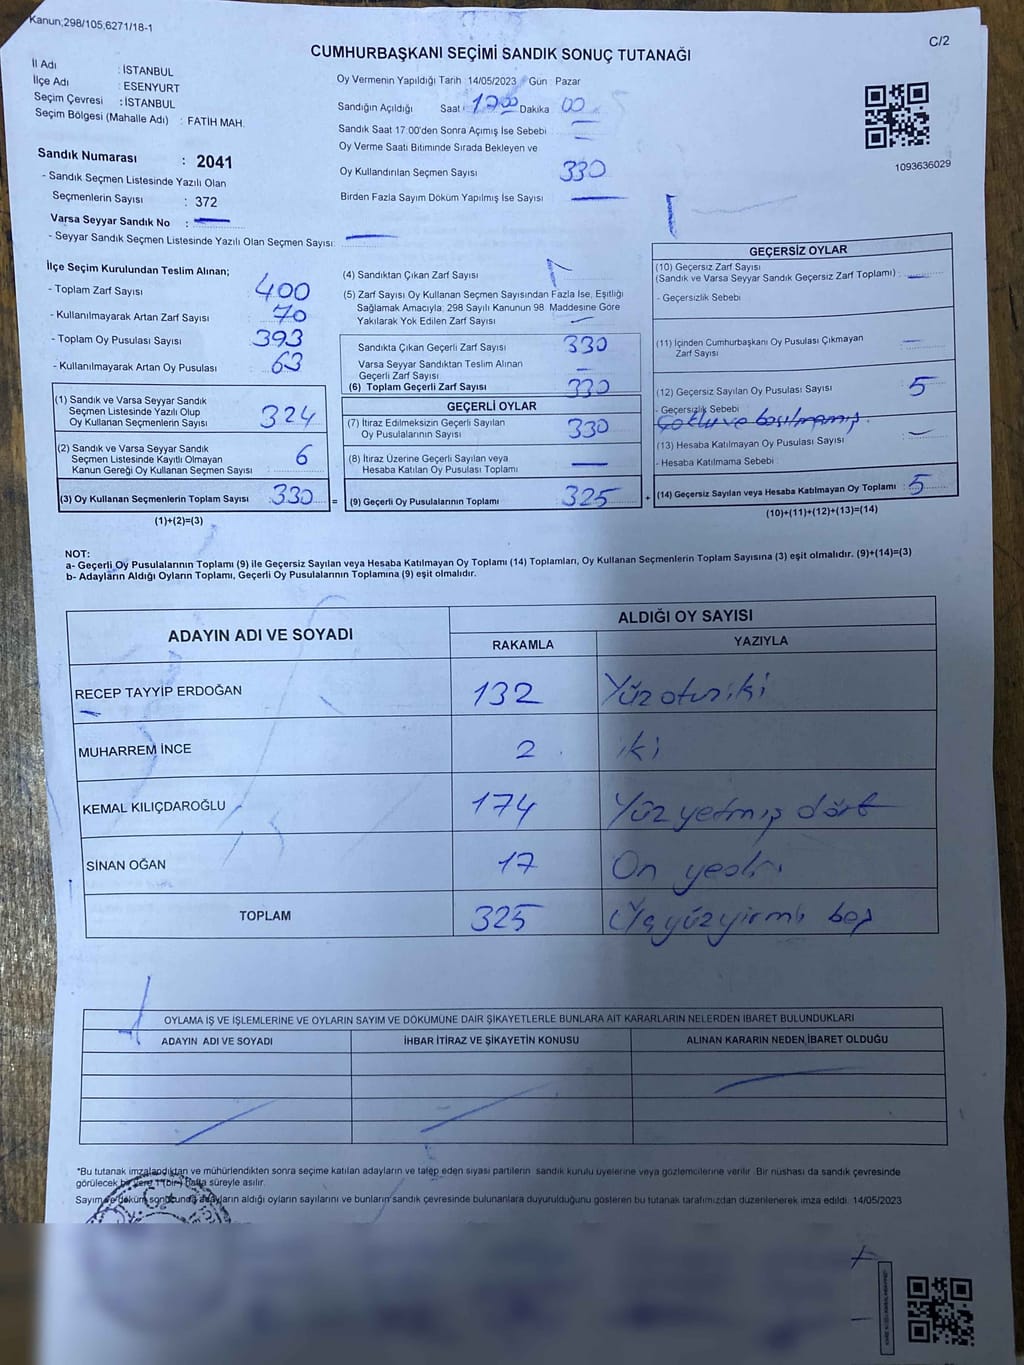 Kanun,298/105,6271/18-1
C/2
CUMHURBAŞKANI SEÇİMİ SANDIK SONUÇ TUTANAĞI
İl Adı : İSTANBUL
İlçe Adı : ESENYURT
Seçim Çevresi : İSTANBUL
Seçim Bölgesi (Mahalle Adı) : FATİH MAH.
Sandık Numarası : 2041
- Sandık Seçmen Listesinde Yazılı Olan
Seçmenlerin Sayısı : 372
Varsa Seyyar Sandık No :
- Seyyar Sandık Seçmen Listesinde Yazılı Olan Seçmen Sayısı:
Oy Vermenin Yapıldığı Tarih : 14/05/2023 Gün : Pazar
Sandığın Açıldığı Saat : 17 00 Dakika 00
Sandık Saat 17:00'den Sonra Açımış İse Sebebi
Oy Verme Saati Bitiminde Sırada Bekleyen ve
Oy Kullandırılan Seçmen Sayısı 330
Birden Fazla Sayım Döküm Yapılmış İse Sayısı
1093636029
İlçe Seçim Kurulundan Teslim Alınan;
- Toplam Zarf Sayısı 400
- Kullanılmayarak Artan Zarf Sayısı 70
- Toplam Oy Pusulası Sayısı 393
- Kullanılmayarak Artan Oy Pusulası 63
(1) Sandık ve Varsa Seyyar Sandık
Seçmen Listesinde Yazılı Olup
Oy Kullanan Seçmenlerin Sayısı 324
(2) Sandık ve Varsa Seyyar Sandık
Seçmen Listesinde Kayıtlı Olmayan
Kanun Gereği Oy Kullanan Seçmen Sayısı 6
(3) Oy Kullanan Seçmenlerin Toplam Sayısı 330 =
(1)+(2)=(3)
(4) Sandıktan Çıkan Zarf Sayısı
(5) Zarf Sayısı Oy Kullanan Seçmen Sayısından Fazla İse, Eşitliği
Sağlamak Amacıyla; 298 Sayılı Kanunun 98. Maddesine Göre
Yakılarak Yok Edilen Zarf Sayısı
Sandıkta Çıkan Geçerli Zarf Sayısı 330
Varsa Seyyar Sandıktan Teslim Alınan
Geçerli Zarf Sayısı
(6) Toplam Geçerli Zarf Sayısı 330
GEÇERLİ OYLAR
(7) İtiraz Edilmeksizin Geçerli Sayılan
Oy Pusulalarının Sayısı 330
(8) İtiraz Üzerine Geçerli Sayılan veya
Hesaba Katılan Oy Pusulası Toplamı
(9) Geçerli Oy Pusulalarının Toplamı 325 +
GEÇERSİZ OYLAR
(10) Geçersiz Zarf Sayısı
(Sandık ve Varsa Seyyar Sandık Geçersiz Zarf Toplamı) :
- Geçersizlik Sebebi
(11) İçinden Cumhurbaşkanı Oy Pusulası Çıkmayan
Zarf Sayısı
(12) Geçersiz Sayılan Oy Pusulası Sayısı 5
- Geçersizlik Sebebi
basılmamış
(13) Hesaba Katılmayan Oy Pusulası Sayısı
- Hesaba Katılmama Sebebi
(14) Geçersiz Sayılan veya Hesaba Katılmayan Oy Toplamı : 5
(10)+(11)+(12)+(13)=(14)
NOT:
a- Geçerli Oy Pusulalarının Toplamı (9) ile Geçersiz Sayılan veya Hesaba Katılmayan Oy Toplamı (14) Toplamları, Oy Kullanan Seçmenlerin Toplam Sayısına (3) eşit olmalıdır. (9)+(14)=(3)
b- Adayların Aldığı Oyların Toplamı, Geçerli Oy Pusulalarının Toplamına (9) eşit olmalıdır.
ADAYIN ADI VE SOYADI
ALDIĞI OY SAYISI
RAKAMLA YAZIYLA
RECEP TAYYİP ERDOĞAN 132 Yüz otuz iki
MUHARREM İNCE 2 iki
KEMAL KILIÇDAROĞLU 174 Yüz yetmiş dört
SİNAN OĞAN 17 On yedi
TOPLAM 325 Üçyüzyirmi beş
OYLAMA İŞ VE İŞLEMLERİNE VE OYLARIN SAYIM VE DÖKÜMÜNE DAİR ŞİKAYETLERLE BUNLARA AİT KARARLARIN NELERDEN İBARET BULUNDUKLARI
ADAYIN ADI VE SOYADI İHBAR İTİRAZ VE ŞİKAYETİN KONUSU ALINAN KARARIN NEDEN İBARET OLDUĞU
*Bu tutanak imzalandıktan ve mühürlendikten sonra seçime katılan adayların ve talep eden siyasi partilerin sandık kurulu üyelerine veya gözlemcilerine verilir. Bir nüshası da sandık çevresinde
görülecek bir yere 1 (bir) hafta süreyle asılır.
Sayım ve döküm sonucunda adayların aldığı oyların sayılarını ve bunların sandık çevresinde bulunanlara duyurulduğunu gösteren bu tutanak tarafımızdan düzenlenerek imza edildi. 14/05/2023